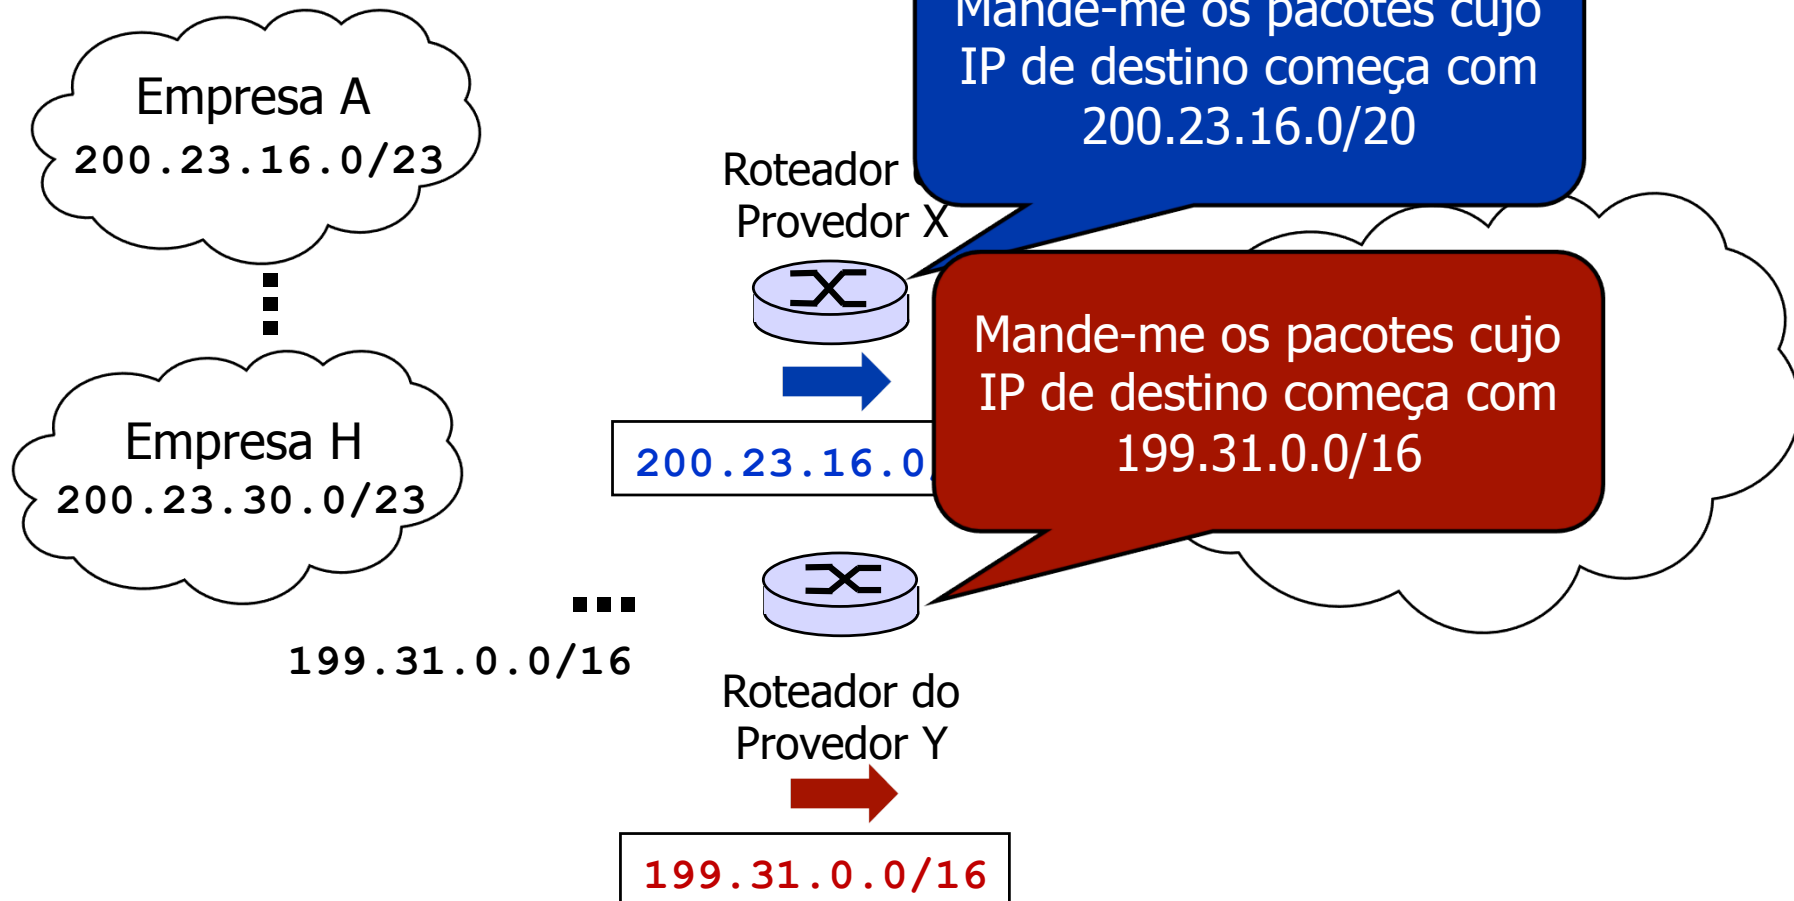 Mande-me os pacotes cujo
IP de destino começa com
200.23.16.0/20
Empresa A
200.23.16.0/23
Roteador
Provedor X
Mande-me os pacotes cujo
IP de destino começa com
199.31.0.0/16
Empresa H
200.23.30.0/23
200.23.16.0
199.31.0.0/16
Roteador do
Provedor Y
199.31.0.0/16